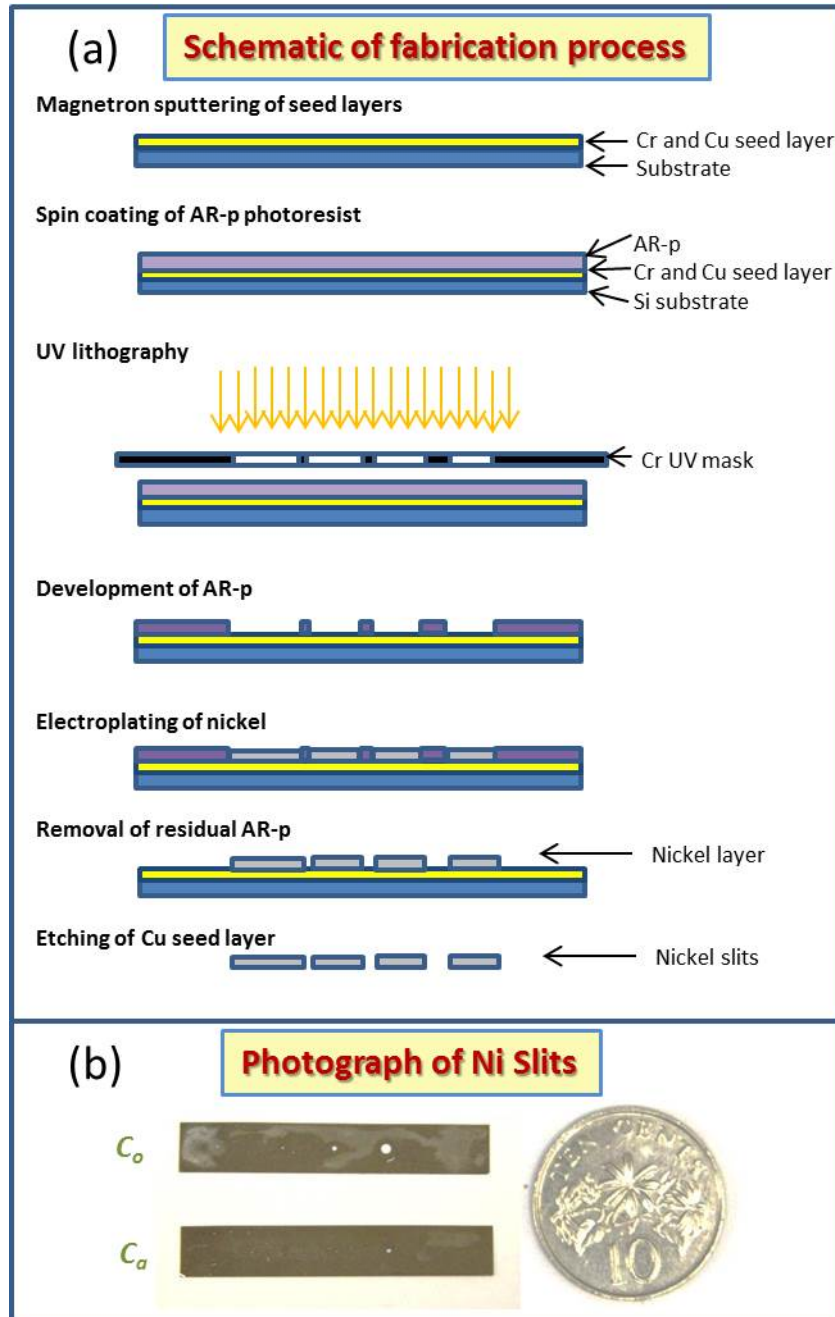 (a)
Schematic of fabrication process
Magnetron sputtering of seed layers
Cr and Cu seed layer
Substrate
Spin coating of AR-p photoresist
AR-p
Cr and Cu seed layer
Si substrate
UV lithography
Cr UV mask
Development of AR-p
Electroplating of nickel
Removal of residual AR-p
Nickel layer
Etching of Cu seed layer
Nickel slits
(b)
Photograph of Ni Slits
Co
Ca
TEN CENTS
10